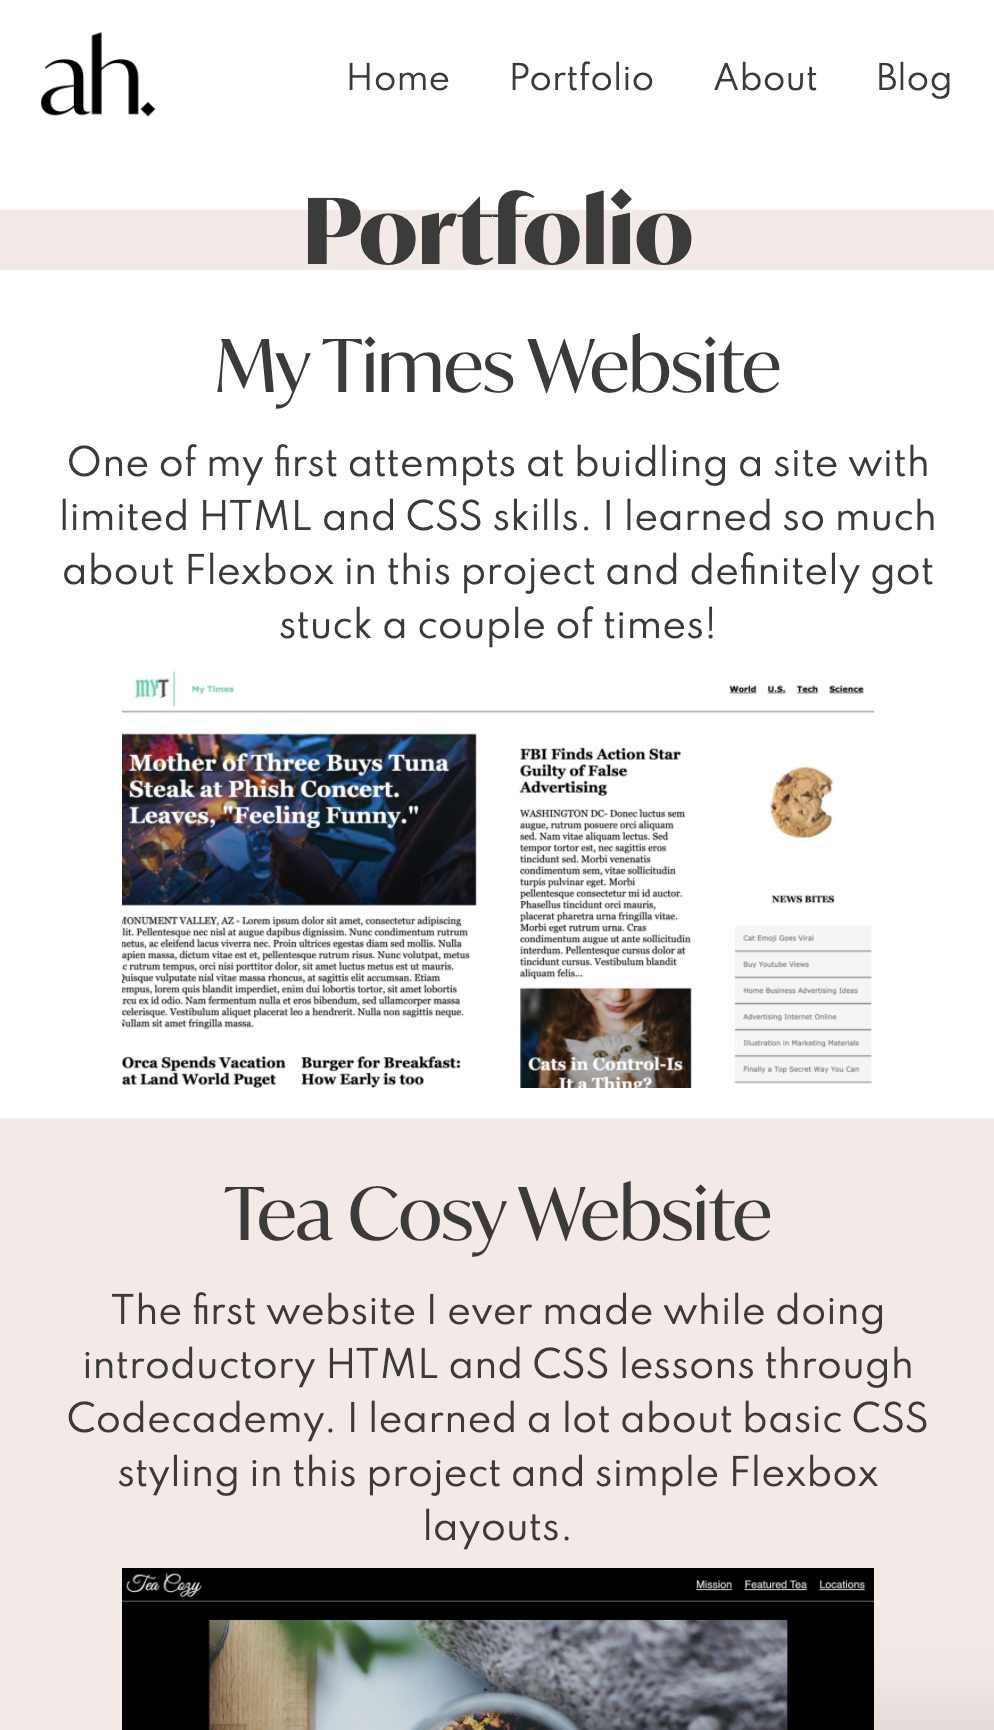 ah.
Home Portfolio About Blog
Portfolio
My Times Website
One of my first attempts at buidling a site with
limited HTML and CSS skills. I learned so much
about Flexbox in this project and definitely got
stuck a couple of times!
MYT My Times
World U.S. Tech Science
Mother of Three Buys Tuna
Steak at Phish Concert.
Leaves, "Feeling Funny."
IONUMENT VALLEY, AZ - Lorem ipsum dolor sit amet, consectetur adipiscing
lit. Pellentesque nec nisl at augue dapibus dignissim. Nunc condimentum rutrum
netus, ac eleifend lacus viverra nec. Proin ultrices egestas diam sed mollis. Nulla
apien massa, dictum vitae est et, pellentesque rutrum risus. Nunc volutpat, metus
c rutrum tempus, orci nisi porttitor dolor, sit amet luctus metus est ut mauris.
Quisque vulputate nisl vitae massa rhoncus, at sagittis elit accumsan. Etiam
empus, lorem quis blandit imperdiet, enim dui lobortis tortor, sit amet lobortis
rcu ex id odio. Nam fermentum nulla et eros bibendum, sed ullamcorper massa
celerisque. Vestibulum aliquet placerat leo a hendrerit. Nulla non sagittis neque.
Nullam sit amet fringilla massa.
Orca Spends Vacation
at Land World Puget
Burger for Breakfast:
How Early is too
FBI Finds Action Star
Guilty of False
Advertising
WASHINGTON DC- Donec luctus sem
augue, rutrum posuere orci aliquam
sed. Nam vitae aliquam lectus. Sed
tempor tortor est, nec sagittis eros
tincidunt sed. Morbi venenatis
condimentum sem, vitae sollicitudin
turpis pulvinar eget. Morbi
pellentesque consectetur mi id auctor.
Phasellus tincidunt orci mauris,
placerat pharetra urna fringilla vitae.
Morbi eget rutrum urna. Cras
condimentum augue ut ante sollicitudin
interdum. Pellentesque cursus dolor at
tincidunt cursus. Vestibulum blandit
aliquam felis...
Cats in Control-Is
It a Thing?
NEWS BITES
Cat Emoji Goes Viral
Buy Youtube Views
Home Business Advertising Ideas
Advertising Internet Online
Illustration in Marketing Materials
Finally a Top Secret Way You Can
Tea Cosy Website
The first website I ever made while doing
introductory HTML and CSS lessons through
Codecademy. I learned a lot about basic CSS
styling in this project and simple Flexbox
layouts.
Tea Cozy
Mission Featured Tea Locations